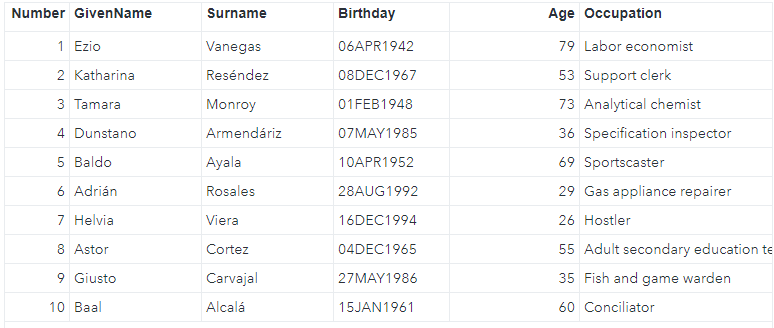 Number GivenName Surname Birthday Age Occupation
1 Ezio Vanegas 06APR1942 79 Labor economist
2 Katharina Reséndez 08DEC1967 53 Support clerk
3 Tamara Monroy 01FEB1948 73 Analytical chemist
4 Dunstano Armendáriz 07MAY1985 36 Specification inspector
5 Baldo Ayala 10APR1952 69 Sportscaster
6 Adrián Rosales 28AUG1992 29 Gas appliance repairer
7 Helvia Viera 16DEC1994 26 Hostler
8 Astor Cortez 04DEC1965 55 Adult secondary education te
9 Giusto Carvajal 27MAY1986 35 Fish and game warden
10 Baal Alcalá 15JAN1961 60 Conciliator